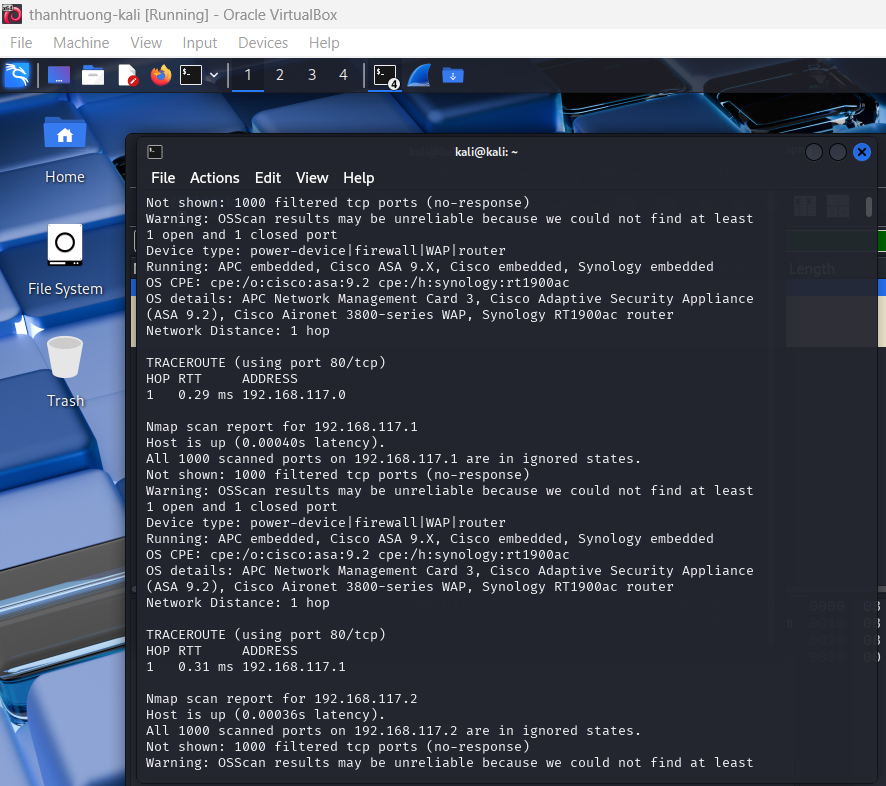 thanhtruong-kali [Running] - Oracle VirtualBox
File Machine View Input Devices Help
1 2 3 4 4
Home
File System
Trash
kali@kali: ~
File Actions Edit View Help
Not shown: 1000 filtered tcp ports (no-response)
Warning: OSScan results may be unreliable because we could not find at least
1 open and 1 closed port
Device type: power-device|firewall|WAP|router
Running: APC embedded, Cisco ASA 9.X, Cisco embedded, Synology embedded
OS CPE: cpe:/o:cisco:asa:9.2 cpe:/h:synology:rt1900ac
OS details: APC Network Management Card 3, Cisco Adaptive Security Appliance
(ASA 9.2), Cisco Aironet 3800-series WAP, Synology RT1900ac router
Network Distance: 1 hop
TRACEROUTE (using port 80/tcp)
HOP RTT ADDRESS
1 0.29 ms 192.168.117.0
Nmap scan report for 192.168.117.1
Host is up (0.00040s latency).
All 1000 scanned ports on 192.168.117.1 are in ignored states.
Not shown: 1000 filtered tcp ports (no-response)
Warning: OSScan results may be unreliable because we could not find at least
1 open and 1 closed port
Device type: power-device|firewall|WAP|router
Running: APC embedded, Cisco ASA 9.X, Cisco embedded, Synology embedded
OS CPE: cpe:/o:cisco:asa:9.2 cpe:/h:synology:rt1900ac
OS details: APC Network Management Card 3, Cisco Adaptive Security Appliance
(ASA 9.2), Cisco Aironet 3800-series WAP, Synology RT1900ac router
Network Distance: 1 hop
TRACEROUTE (using port 80/tcp)
HOP RTT ADDRESS
1 0.31 ms 192.168.117.1
Nmap scan report for 192.168.117.2
Host is up (0.00036s latency).
All 1000 scanned ports on 192.168.117.2 are in ignored states.
Not shown: 1000 filtered tcp ports (no-response)
Warning: OSScan results may be unreliable because we could not find at least
Length